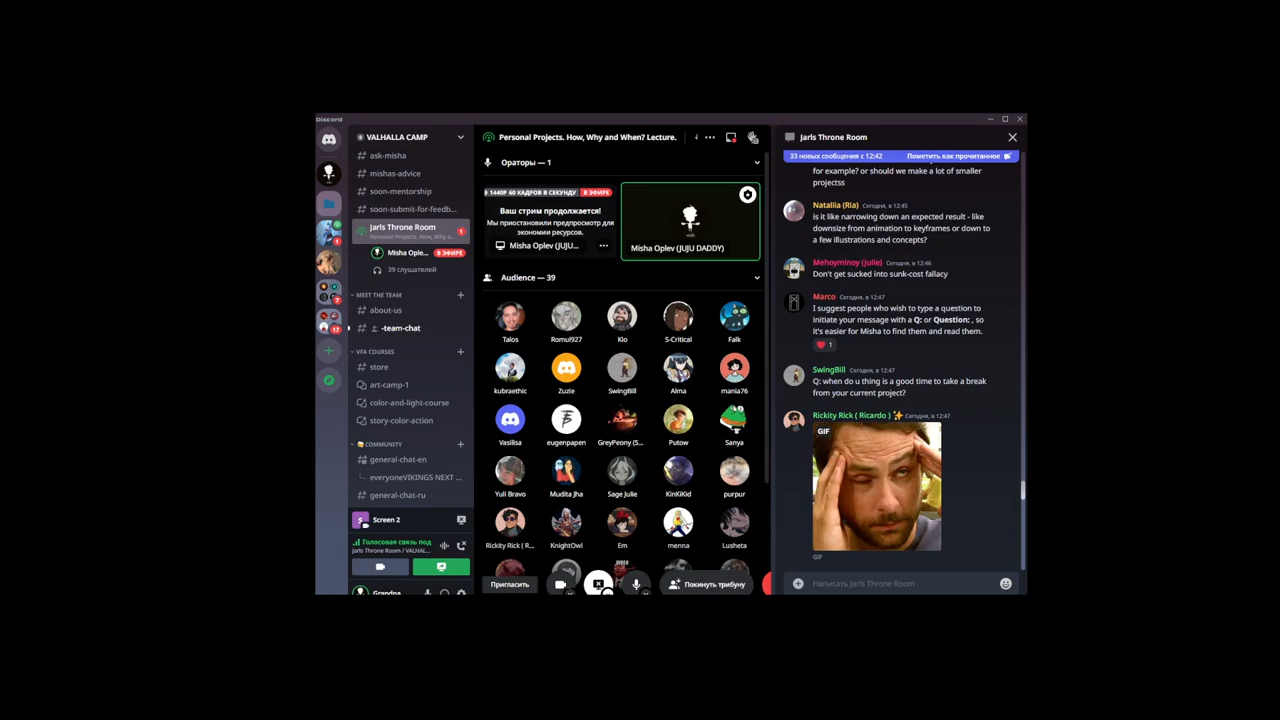 Discord
VALHALLA CAMP
ask-misha
mishas-advice
soon-mentorship
soon-submit-for-feedb...
Jarls Throne Room
Personal Projects. How, Why a...
1
Misha Ople...
В ЭФИРЕ
39 слушателей
MEET THE TEAM
about-us
-team-chat
VFA COURSES
store
art-camp-1
color-and-light-course
story-color-action
COMMUNITY
general-chat-en
everyoneVIKINGS NEXT ...
general-chat-ru
1
7
17
S
Screen 2
Голосовая связь под
Jarls Throne Room / VALHAL...
Grandpa
Personal Projects. How, Why and When? Lecture.
Ораторы — 1
1440P 60 КАДРОВ В СЕКУНДУ
В ЭФИРЕ
Ваш стрим продолжается!
Мы приостановили предпросмотр для
экономии ресурсов.
Misha Oplev (JUJU...
Misha Oplev (JUJU DADDY)
Audience — 39
Talos
Romul927
Kio
S-Critical
Falk
kubraethic
Zuzie
SwingBill
Alma
mania76
Vasilisa
eugenpapen
GreyPeony (S...
Putow
Sanya
Yuli Bravo
Mudita Jha
Sage Julie
KinKiKid
purpur
Rickity Rick ( R...
KnightOwl
Em
menna
Lusheta
Пригласить
Покинуть трибуну
Jarls Throne Room
33 новых сообщения с 12:42
Пометить как прочитанное
for example? or should we make a lot of smaller
projectss
Nataliia (Ria) Сегодня, в 12:45
is it like narrowing down an expected result - like
downsize from animation to keyframes or down to
a few illustrations and concepts?
Mehoyminoy (Julie) Сегодня, в 12:46
Don't get sucked into sunk-cost fallacy
Marco Сегодня, в 12:47
I suggest people who wish to type a question to
initiate your message with a Q: or Question: , so
it's easier for Misha to find them and read them.
1
SwingBill Сегодня, в 12:47
Q: when do u thing is a good time to take a break
from your current project?
Rickity Rick ( Ricardo ) Сегодня, в 12:47
GIF
GIF
Написать Jarls Throne Room